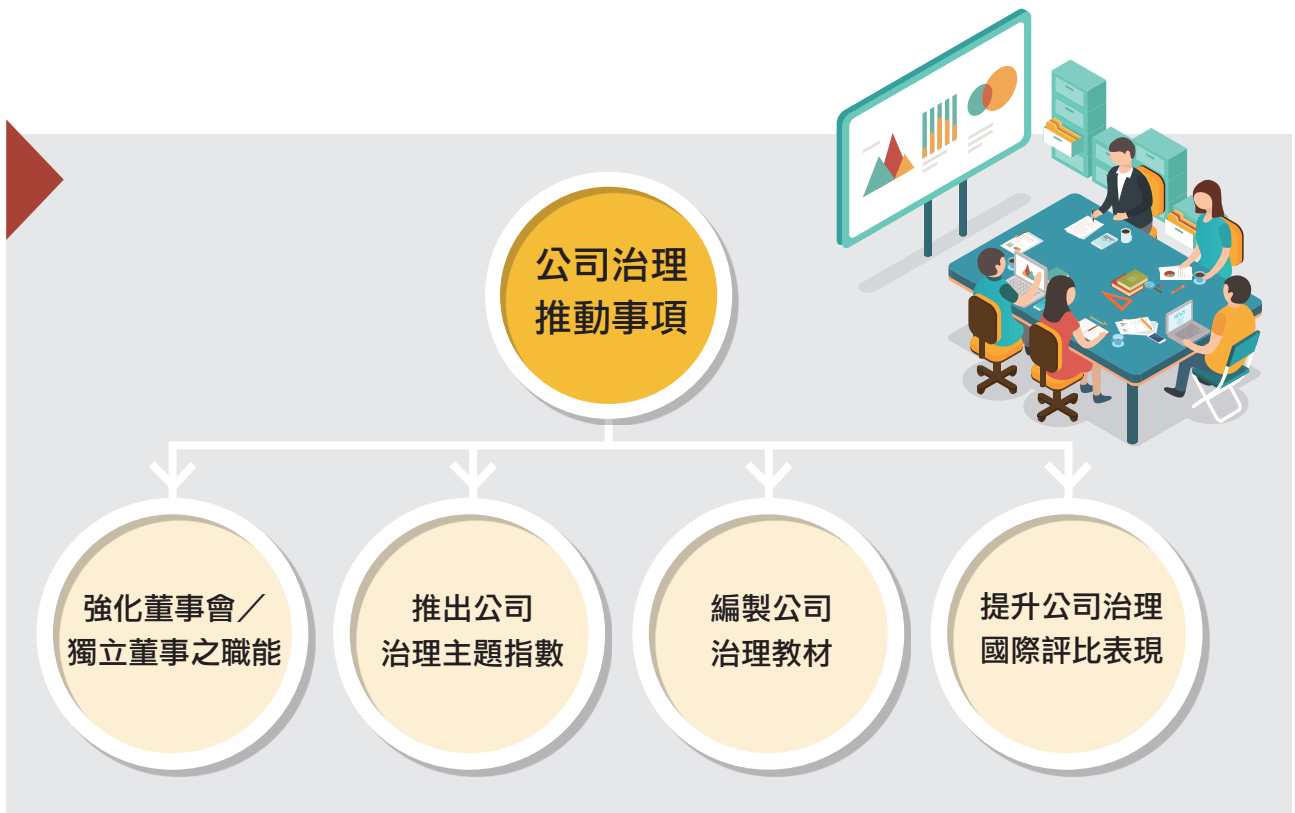 公司治理
推動事項
強化董事會／
獨立董事之職能
推出公司
治理主題指數
編製公司
治理教材
提升公司治理
國際評比表現